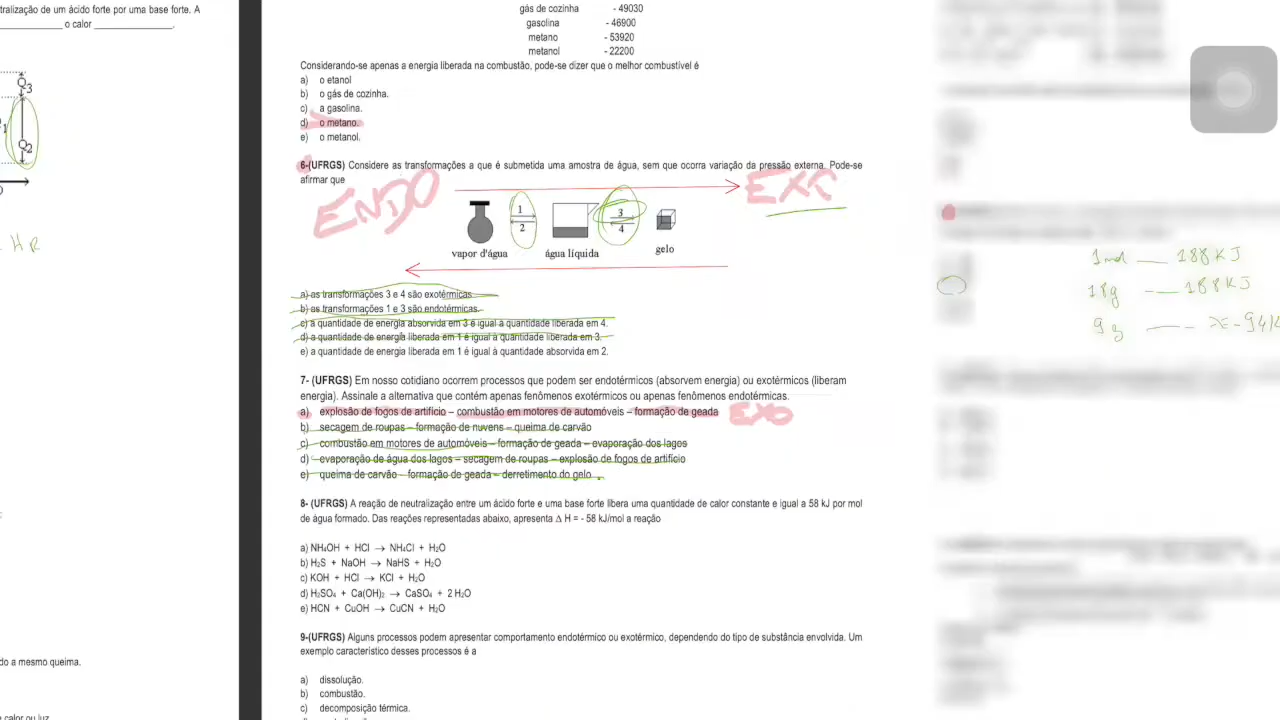 tralização de um ácido forte por uma base forte. A
o calor
Q3
Q2
HR
do a mesmo queima.
e calor ou luz
gás de cozinha - 49030
gasolina - 46900
metano - 53920
metanol - 22200
Considerando-se apenas a energia liberada na combustão, pode-se dizer que o melhor combustível é
a) o etanol
b) o gás de cozinha.
c) a gasolina.
d) o metano.
e) o metanol.
6-(UFRGS) Considere as transformações a que é submetida uma amostra de água, sem que ocorra variação da pressão externa. Pode-se
afirmar que
ENDO
EXO
1
2
3
4
vapor d'água água líquida gelo
a) as transformações 3 e 4 são exotérmicas.
b) as transformações 1 e 3 são endotérmicas.
c) a quantidade de energia absorvida em 3 é igual à quantidade liberada em 4.
d) a quantidade de energia liberada em 1 é igual à quantidade liberada em 3.
e) a quantidade de energia liberada em 1 é igual à quantidade absorvida em 2.
7- (UFRGS) Em nosso cotidiano ocorrem processos que podem ser endotérmicos (absorvem energia) ou exotérmicos (liberam
energia). Assinale a alternativa que contém apenas fenômenos exotérmicos ou apenas fenômenos endotérmicas.
a) explosão de fogos de artifício – combustão em motores de automóveis – formação de geada EXO
b) secagem de roupas – formação de nuvens – queima de carvão
c) combustão em motores de automóveis – formação de geada – evaporação dos lagos
d) evaporação de água dos lagos – secagem de roupas – explosão de fogos de artifício
e) queima de carvão – formação de geada – derretimento do gelo
8- (UFRGS) A reação de neutralização entre um ácido forte e uma base forte libera uma quantidade de calor constante e igual a 58 kJ por mol
de água formado. Das reações representadas abaixo, apresenta Δ H = - 58 kJ/mol a reação
a) NH₄OH + HCl → NH₄Cl + H₂O
b) H₂S + NaOH → NaHS + H₂O
c) KOH + HCl → KCl + H₂O
d) H₂SO₄ + Ca(OH)₂ → CaSO₄ + 2 H₂O
e) HCN + CuOH → CuCN + H₂O
9-(UFRGS) Alguns processos podem apresentar comportamento endotérmico ou exotérmico, dependendo do tipo de substância envolvida. Um
exemplo característico desses processos é a
a) dissolução.
b) combustão.
c) decomposição térmica.
1mol — 188KJ
18g — 188KJ
9g — x = 94K